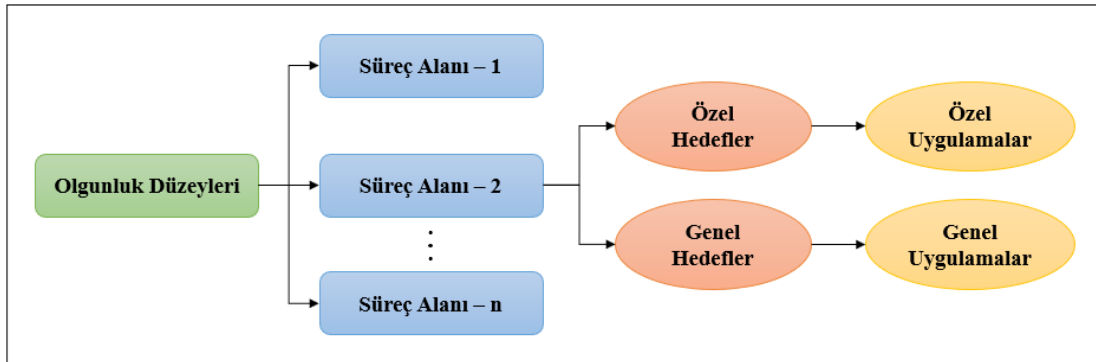 Olgunluk Düzeyleri
Süreç Alanı – 1
Süreç Alanı – 2
Süreç Alanı – n
Özel
Hedefler
Özel
Uygulamalar
Genel
Hedefler
Genel
Uygulamalar